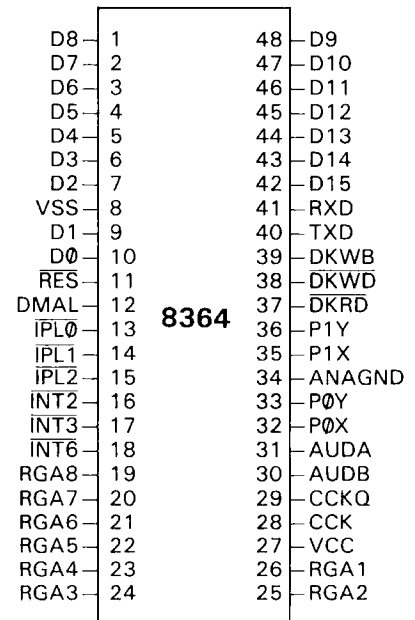 D8 1 48 D9
D7 2 47 D10
D6 3 46 D11
D5 4 45 D12
D4 5 44 D13
D3 6 43 D14
D2 7 42 D15
VSS 8 41 RXD
D1 9 40 TXD
D0 10 39 DKWB
RES 11 38 DKWD
DMAL 12 37 DKRD
8364
IPL0 13 36 P1Y
IPL1 14 35 P1X
IPL2 15 34 ANAGND
INT2 16 33 P0Y
INT3 17 32 P0X
INT6 18 31 AUDA
RGA8 19 30 AUDB
RGA7 20 29 CCKQ
RGA6 21 28 CCK
RGA5 22 27 VCC
RGA4 23 26 RGA1
RGA3 24 25 RGA2